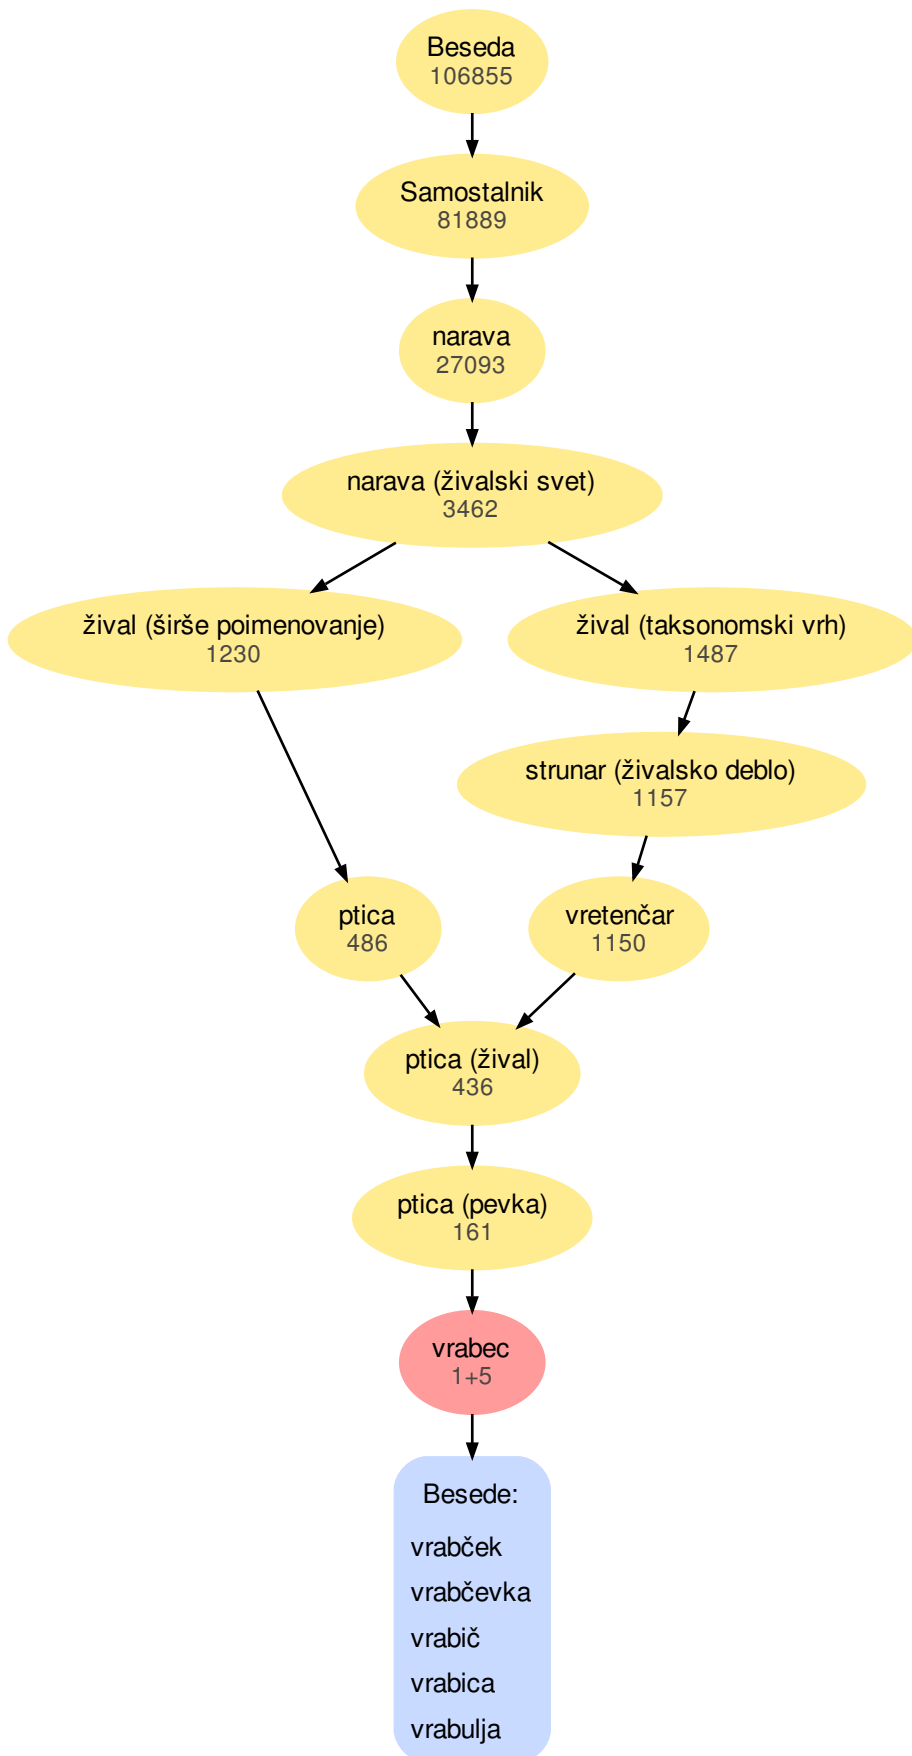 Beseda
106855
Samostalnik
81889
narava
27093
narava (živalski svet)
3462
žival (širše poimenovanje)
1230
žival (taksonomski vrh)
1487
strunar (živalsko deblo)
1157
ptica
486
vretenčar
1150
ptica (žival)
436
ptica (pevka)
161
vrabec
1+5
Besede:
vrabček
vrabčevka
vrabič
vrabica
vrabulja